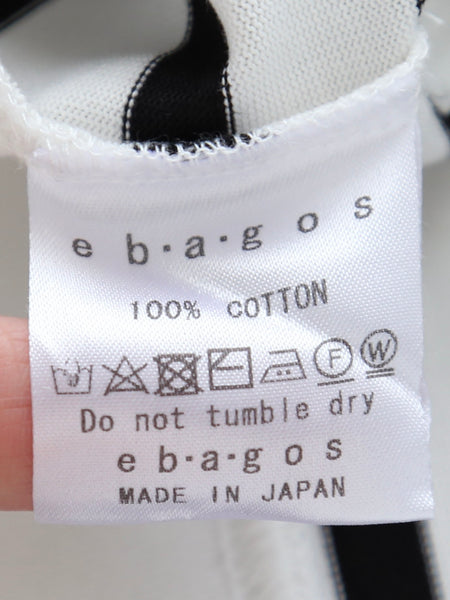 e b・a・g o s
100% COTTON
F W
Do not tumble dry
e b・a・g o s
MADE IN JAPAN